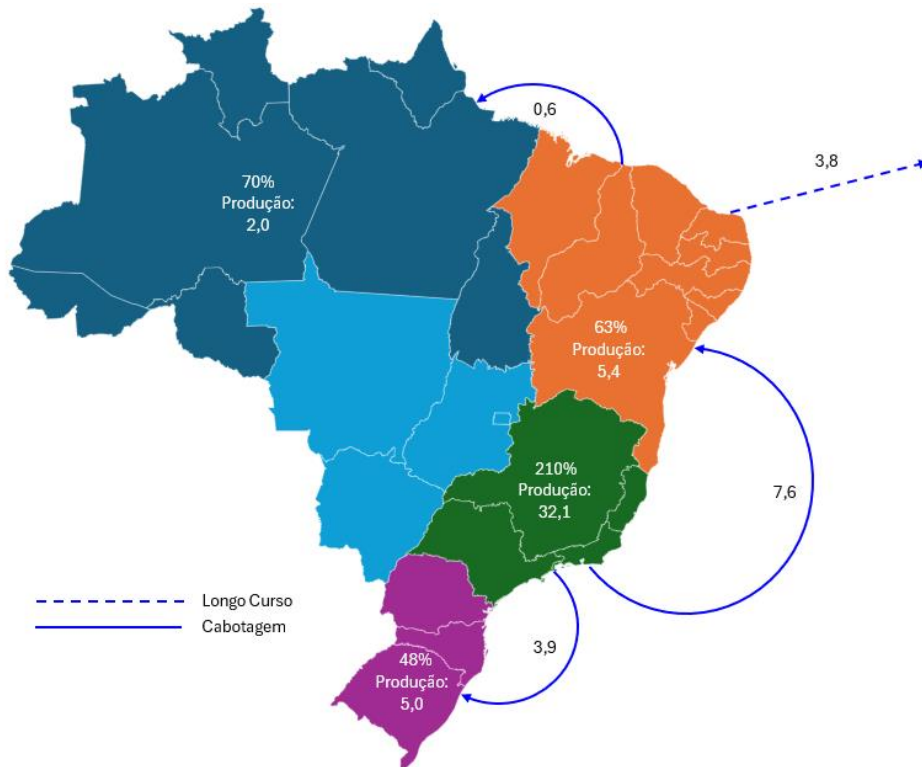 0,6
3,8
70%
Produção:
2,0
63%
Produção:
5,4
210%
Produção:
32,1
7,6
Longo Curso
Cabotagem
3,9
48%
Produção:
5,0